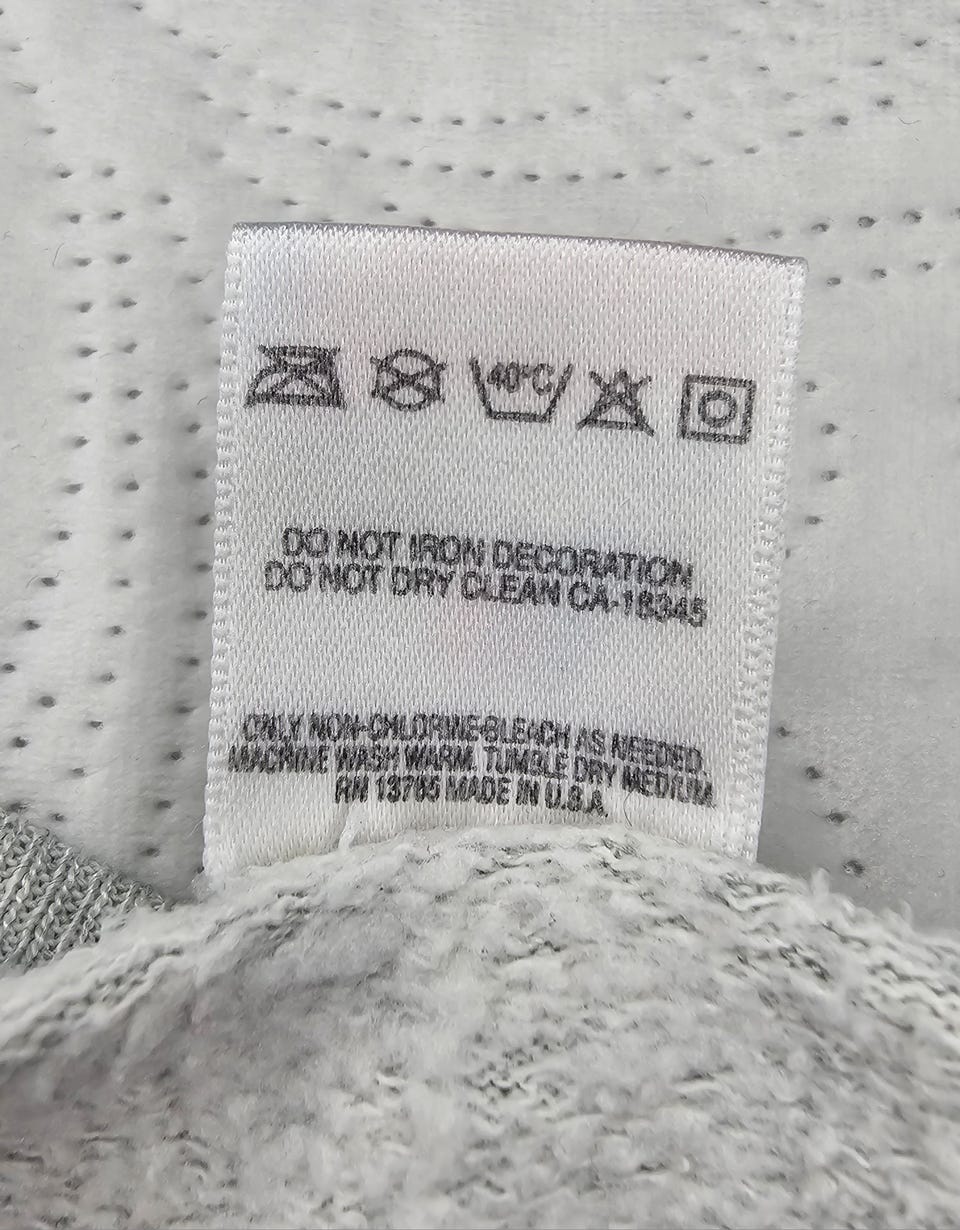 40°C
DO NOT IRON DECORATION
DO NOT DRY CLEAN CA-18345
ONLY NON-CHLORINE BLEACH AS NEEDED.
MACHINE WASH WARM. TUMBLE DRY MEDIUM.
RN 13765 MADE IN U.S.A.